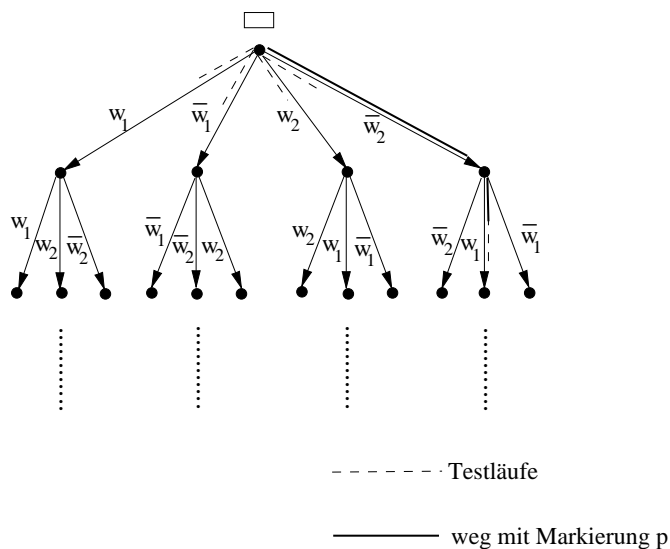 w₁ w̅₁ w₂ w̅₂
w₁ w₂ w̅₂ w̅₁ w̅₂ w₂ w₂ w₁ w̅₁ w̅₂ w₁ w̅₁
Testläufe
weg mit Markierung p